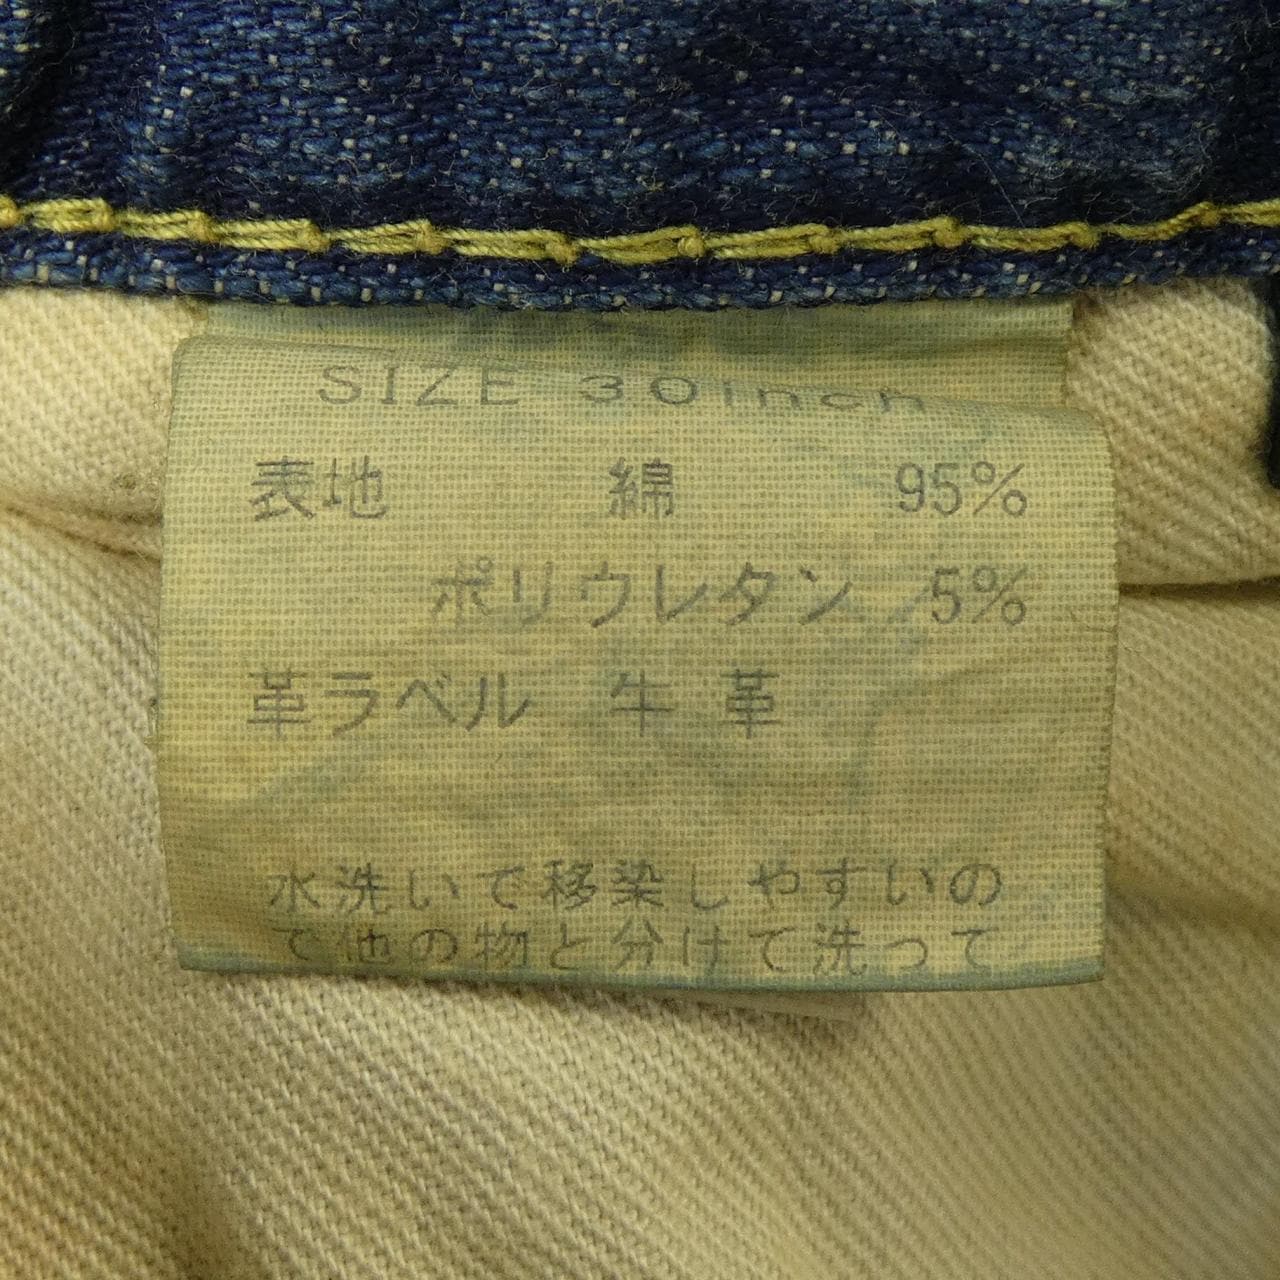 SIZE 30inch
表地 綿 95%
ポリウレタン 5%
革ラベル 牛 革
水洗いで移染しやすいの
で他の物と分けて洗って